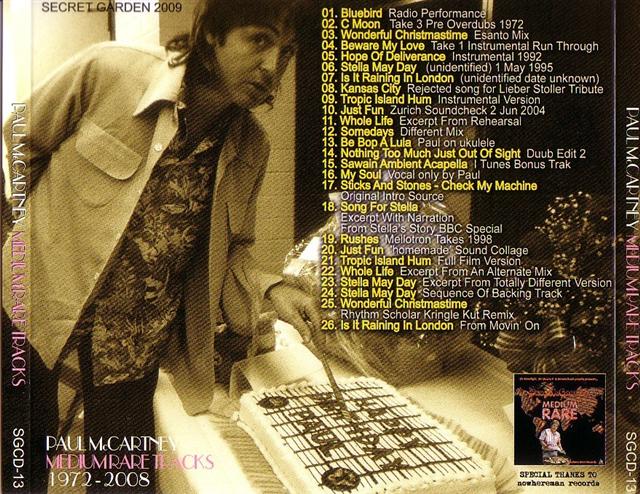 SECRET GARDEN 2009
01. Bluebird Radio Performance
02. C Moon Take 3 Pre Overdubs 1972
03. Wonderful Christmastime Esanto Mix
04. Beware My Love Take 1 Instrumental Run Through
05. Hope Of Deliverance Instrumental 1992
06. Stella May Day (unidentified) 1 May 1995
07. Is It Raining In London (unidentified date unknown)
08. Kansas City Rejected song for Lieber Stoller Tribute
09. Tropic Island Hum Instrumental Version
10. Just Fun Zurich Soundcheck 2 Jun 2004
11. Whole Life Excerpt From Rehearsal
12. Somedays Different Mix
13. Be Bop A Lula Paul on ukulele
14. Nothing Too Much Just Out Of Sight Duub Edit 2
15. Sawain Ambient Acapella I Tunes Bonus Trak
16. My Soul Vocal only by Paul
17. Sticks And Stones - Check My Machine
Original Intro Source
18. Song For Stella
Excerpt With Narration
From Stella's Story BBC Special
19. Rushes Mellotron Takes 1998
20. Just Fun "homemade" Sound Collage
21. Tropic Island Hum Full Film Version
22. Whole Life Excerpt From An Alternate Mix
23. Stella May Day Excerpt From Totally Different Version
24. Stella May Day Sequence Of Backing Track
25. Wonderful Christmastime
Rhythm Scholar Kringle Kut Remix
26. Is It Raining In London From Movin' On
PAUL McCARTNEY MEDIUM RARE TRACKS
SGCD-13
PAUL McCARTNEY MEDIUM RARE TRACKS
SGCD-13
PAUL McCARTNEY
MEDIUM RARE TRACKS
1972-2008
MEDIUM
RARE
SPECIAL THANKS TO
nowhereman records